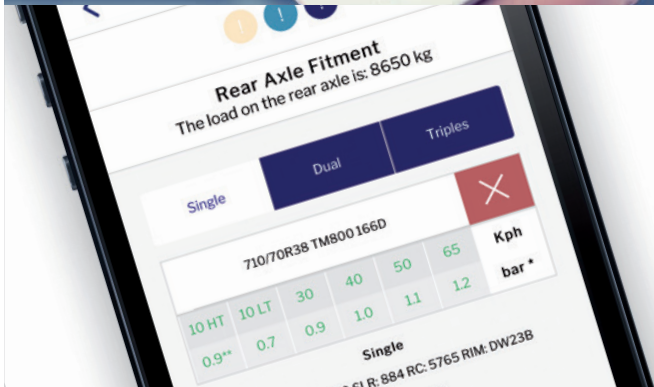 ! ! !
Rear Axle Fitment
The load on the rear axle is: 8650 kg
Single Dual Triples
710/70R38 TM800 166D
10 HT 10 LT 30 40 50 65 Kph
0.9** 0.7 0.9 1.0 1.1 1.2 bar *
Single
SLR: 884 RC: 5765 RIM: DW23B